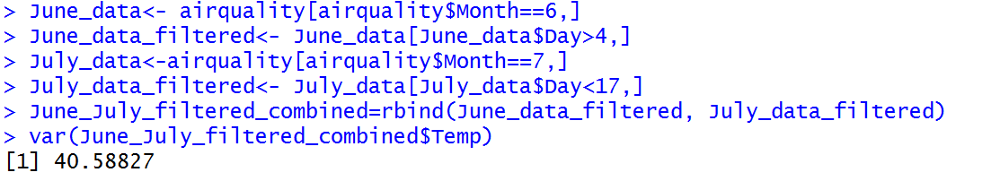 > June_data<- airquality[airquality$Month==6,]
> June_data_filtered<- June_data[June_data$Day>4,]
> July_data<-airquality[airquality$Month==7,]
> July_data_filtered<- July_data[July_data$Day<17,]
> June_July_filtered_combined=rbind(June_data_filtered, July_data_filtered)
> var(June_July_filtered_combined$Temp)
[1] 40.58827